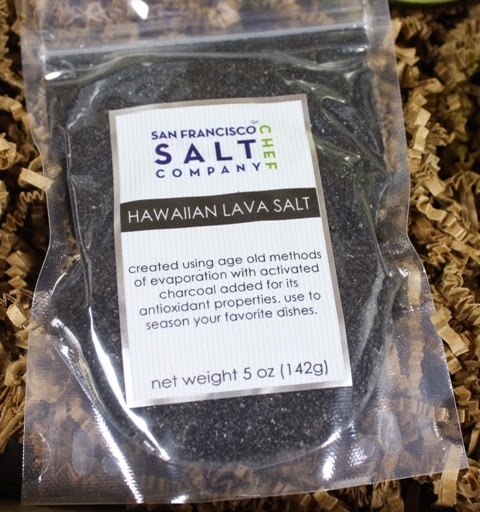 SAN FRANCISCO™
SALT
COMPANY
CHEF
HAWAIIAN LAVA SALT
created using age old methods
of evaporation with activated
charcoal added for its
antioxidant properties. use to
season your favorite dishes.
net weight 5 oz (142g)